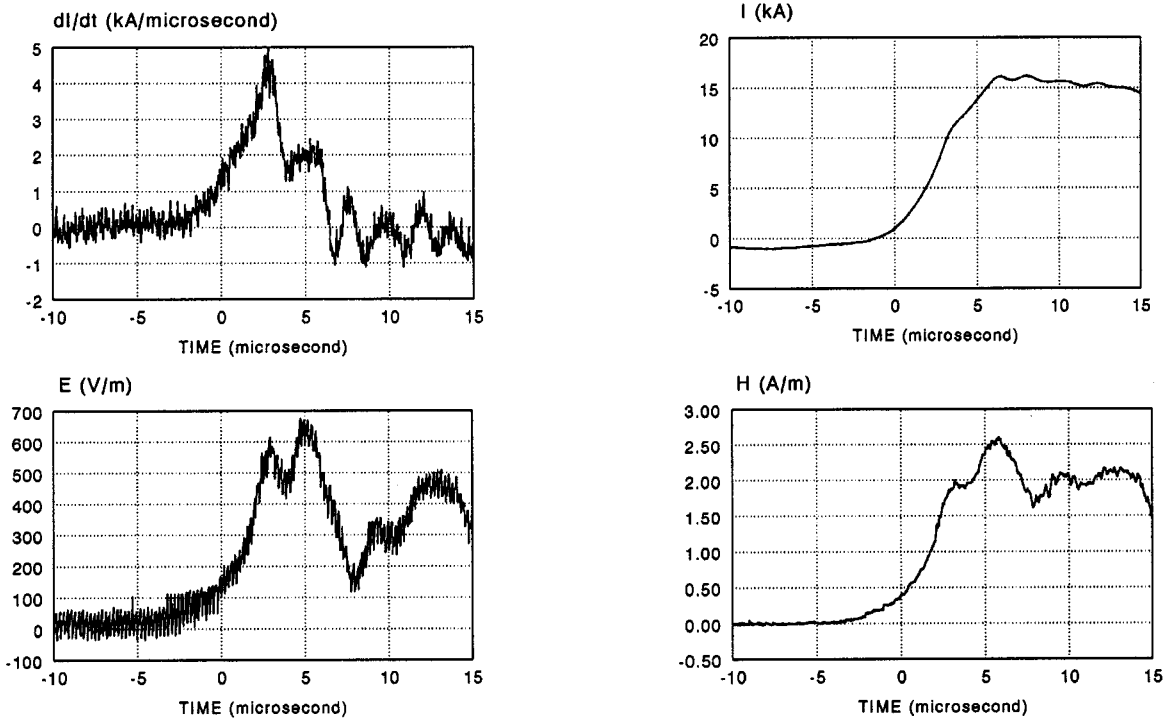 dI/dt (kA/microsecond)
5
4
3
2
1
0
-1
-2
-10 -5 0 5 10 15
TIME (microsecond)
I (kA)
20
15
10
5
0
-5
-10 -5 0 5 10 15
TIME (microsecond)
E (V/m)
700
600
500
400
300
200
100
0
-100
-10 -5 0 5 10 15
TIME (microsecond)
H (A/m)
3.00
2.50
2.00
1.50
1.00
0.50
0.00
-0.50
-10 -5 0 5 10 15
TIME (microsecond)